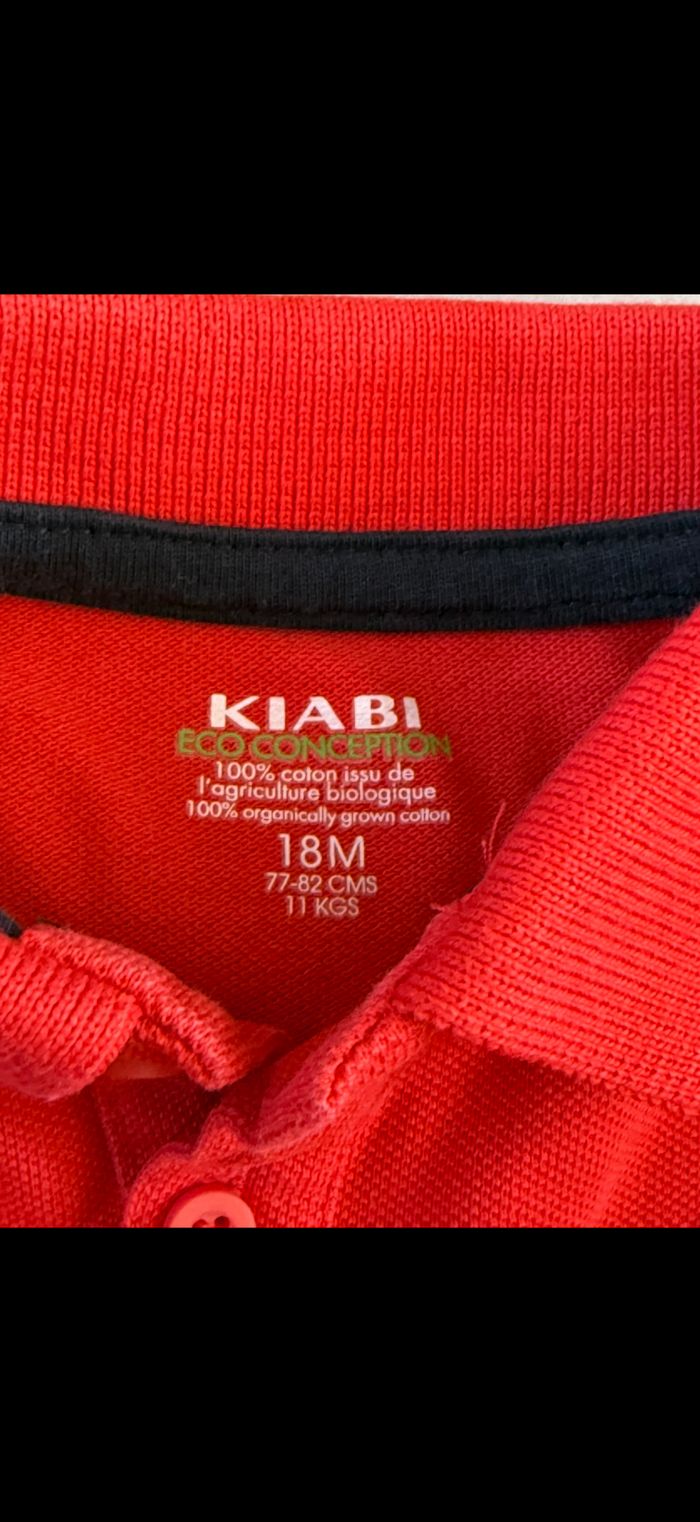 KIABI
ECO CONCEPTION
100% coton issu de
l'agriculture biologique
100% organically grown cotton
18M
77-82 CMS
11 KGS